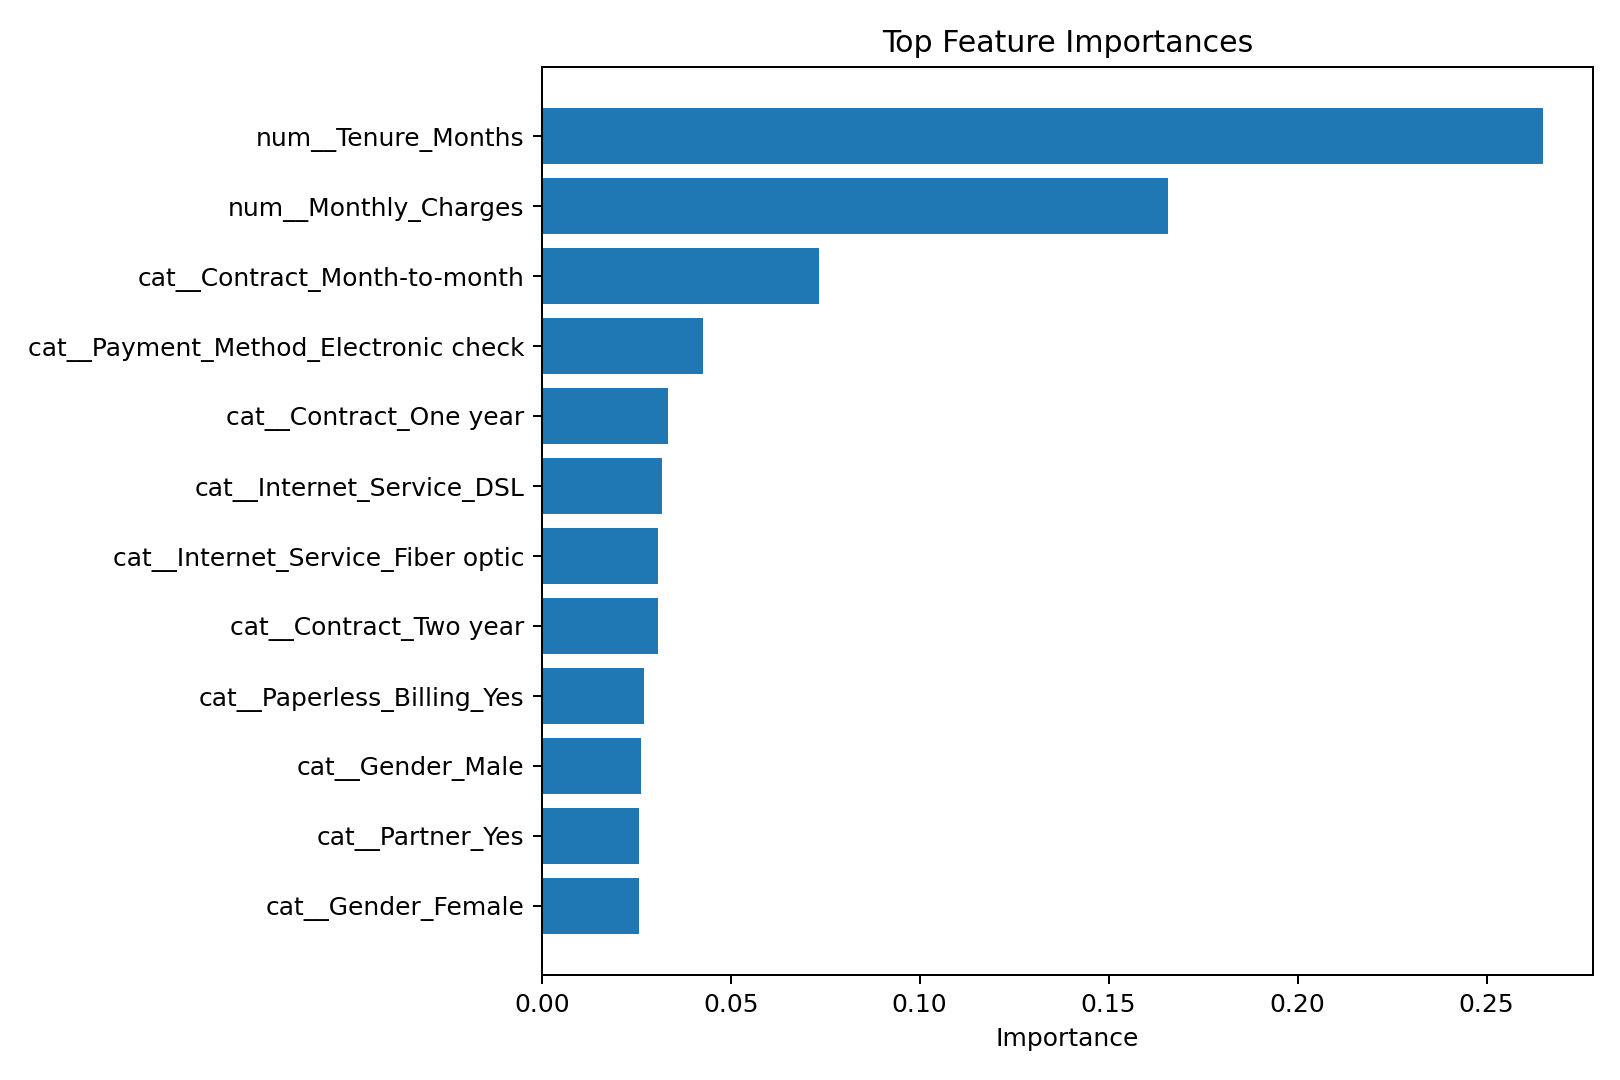 Top Feature Importances
num__Tenure_Months
num__Monthly_Charges
cat__Contract_Month-to-month
cat__Payment_Method_Electronic check
cat__Contract_One year
cat__Internet_Service_DSL
cat__Internet_Service_Fiber optic
cat__Contract_Two year
cat__Paperless_Billing_Yes
cat__Gender_Male
cat__Partner_Yes
cat__Gender_Female
0.00 0.05 0.10 0.15 0.20 0.25
Importance